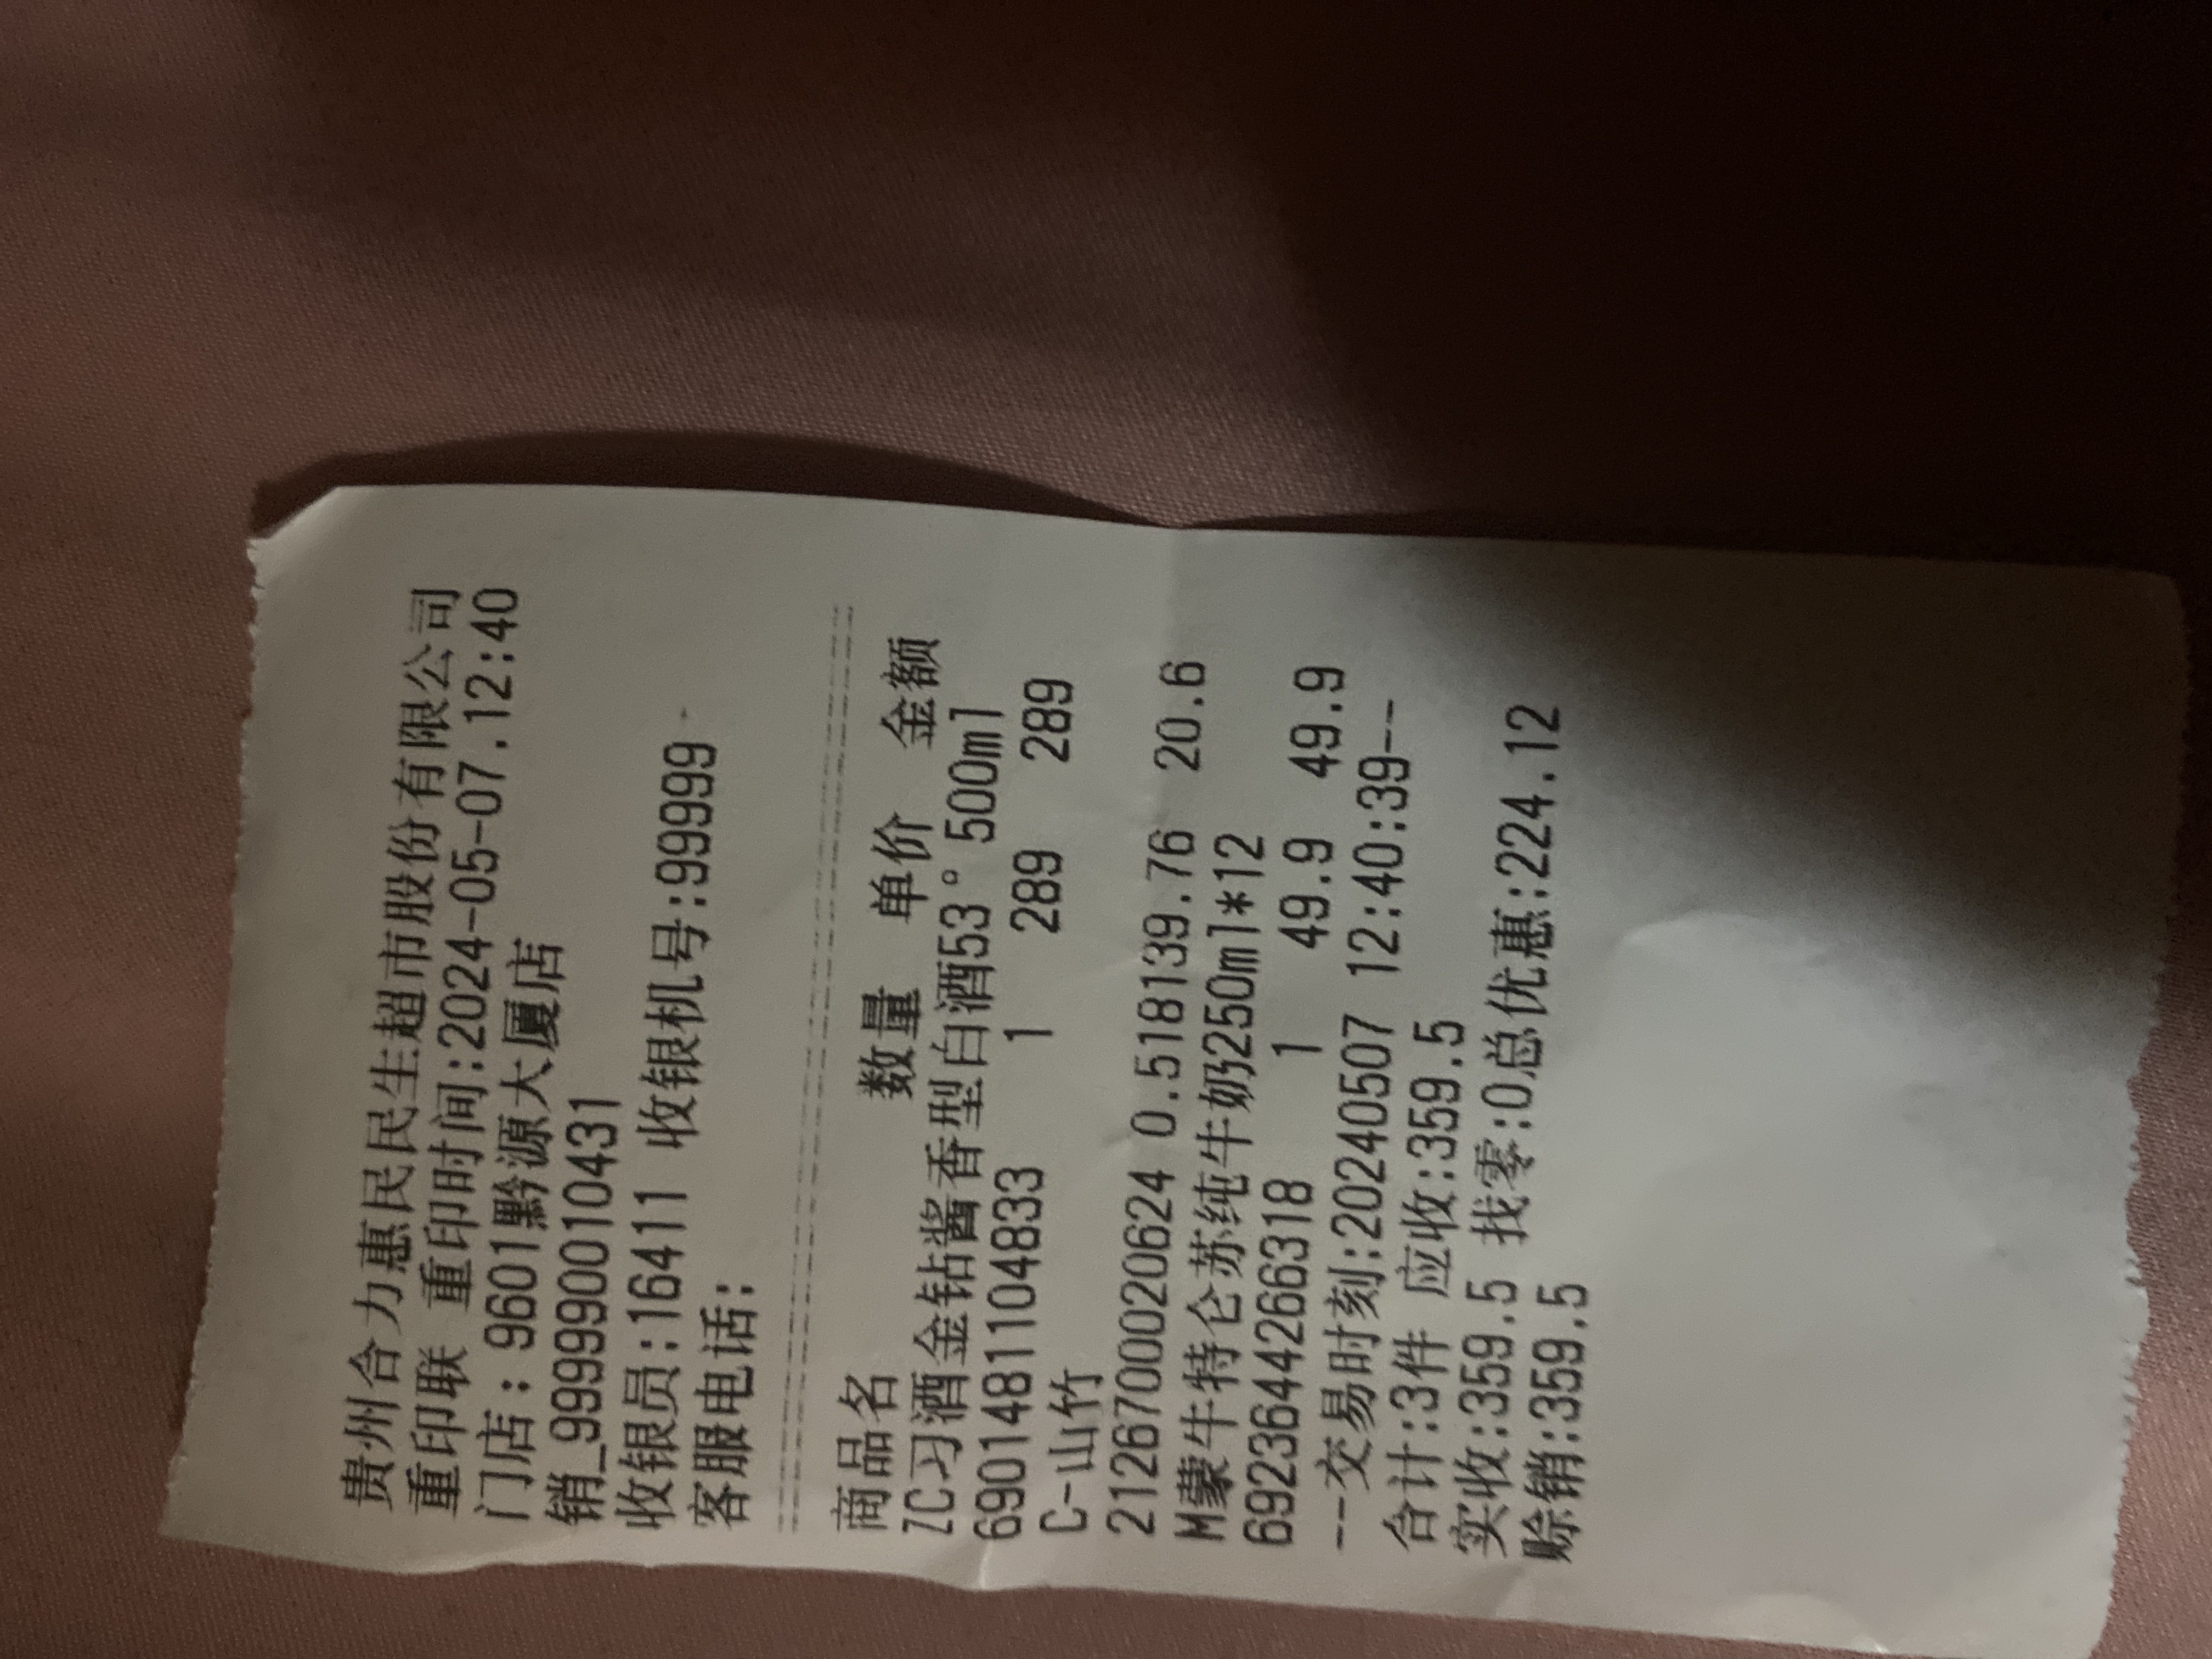 贵州合力惠民民生超市股份有限公司
重印联 重印时间:2024-05-07.12:40
门店: 9601黔源大厦店
销_9999900010431
收银员:16411 收银机号:99999
客服电话:
商品名 数量 单价 金额
ZC习酒金钻酱香型白酒53°500ml
6901481104833 1 289 289
C-山竹
2126700020624 0.518139.76 20.6
M蒙牛特仑苏纯牛奶250ml*12
6923644266318 1 49.9 49.9
--交易时刻:20240507 12:40:39--
合计:3件 应收:359.5
实收:359.5 找零:0总优惠:224.12
赊销:359.5